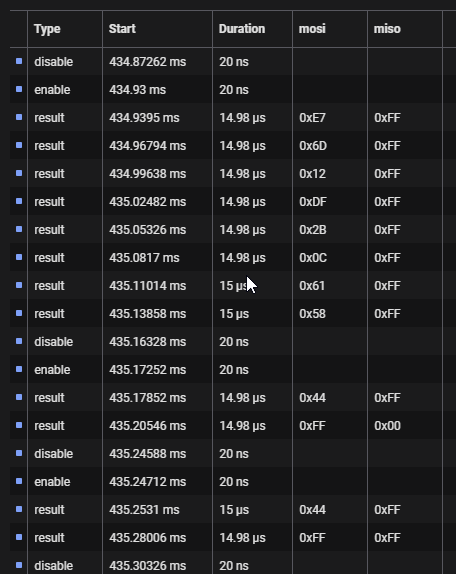 Type Start Duration mosi miso
disable 434.87262 ms 20 ns
enable 434.93 ms 20 ns
result 434.9395 ms 14.98 µs 0xE7 0xFF
result 434.96794 ms 14.98 µs 0x6D 0xFF
result 434.99638 ms 14.98 µs 0x12 0xFF
result 435.02482 ms 14.98 µs 0xDF 0xFF
result 435.05326 ms 14.98 µs 0x2B 0xFF
result 435.0817 ms 14.98 µs 0x0C 0xFF
result 435.11014 ms 15 µs 0x61 0xFF
result 435.13858 ms 15 µs 0x58 0xFF
disable 435.16328 ms 20 ns
enable 435.17252 ms 20 ns
result 435.17852 ms 14.98 µs 0x44 0xFF
result 435.20546 ms 14.98 µs 0xFF 0x00
disable 435.24588 ms 20 ns
enable 435.24712 ms 20 ns
result 435.2531 ms 15 µs 0x44 0xFF
result 435.28006 ms 14.98 µs 0xFF 0xFF
disable 435.30326 ms 20 ns